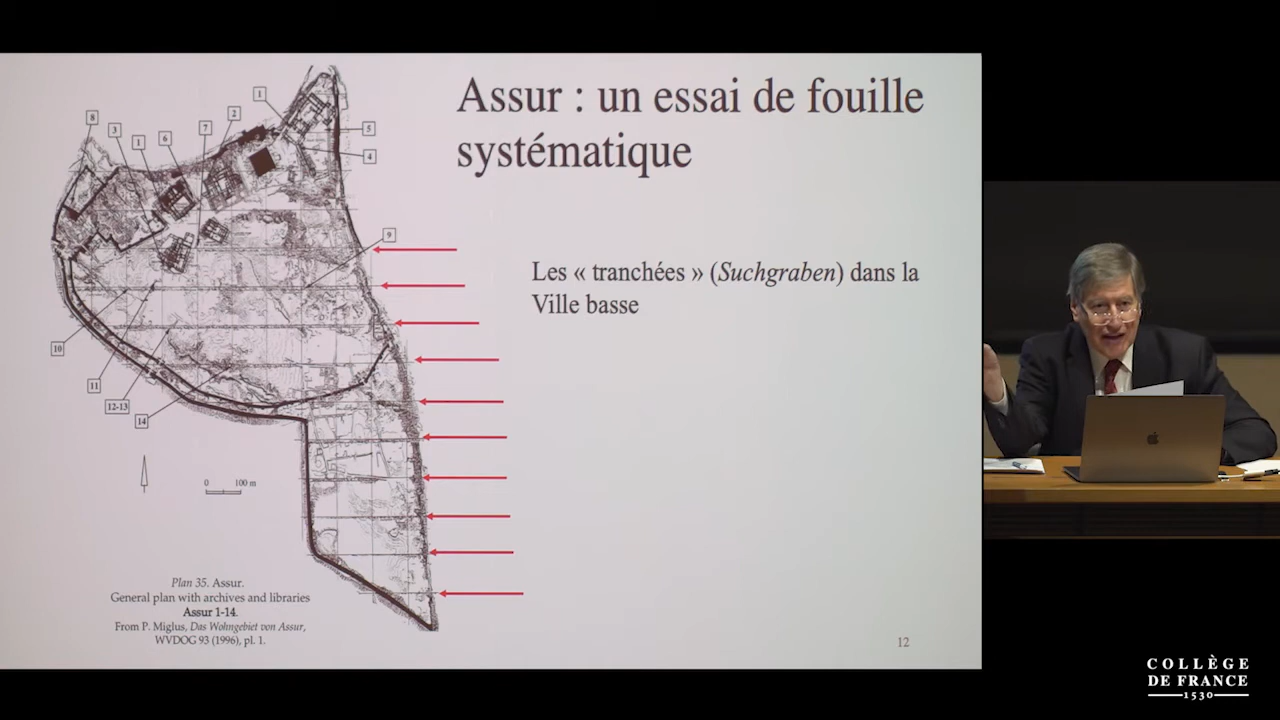 Assur : un essai de fouille
systématique
Les « tranchées » (Suchgraben) dans la
Ville basse
8
3
1
6
7
2
1
5
4
9
10
11
12-13
14
0 100 m
Plan 35. Assur.
General plan with archives and libraries
Assur 1-14.
From P. Miglus, Das Wohngebiet von Assur,
WVDOG 93 (1996), pl. 1.
12
COLLÈGE
DE FRANCE
1530